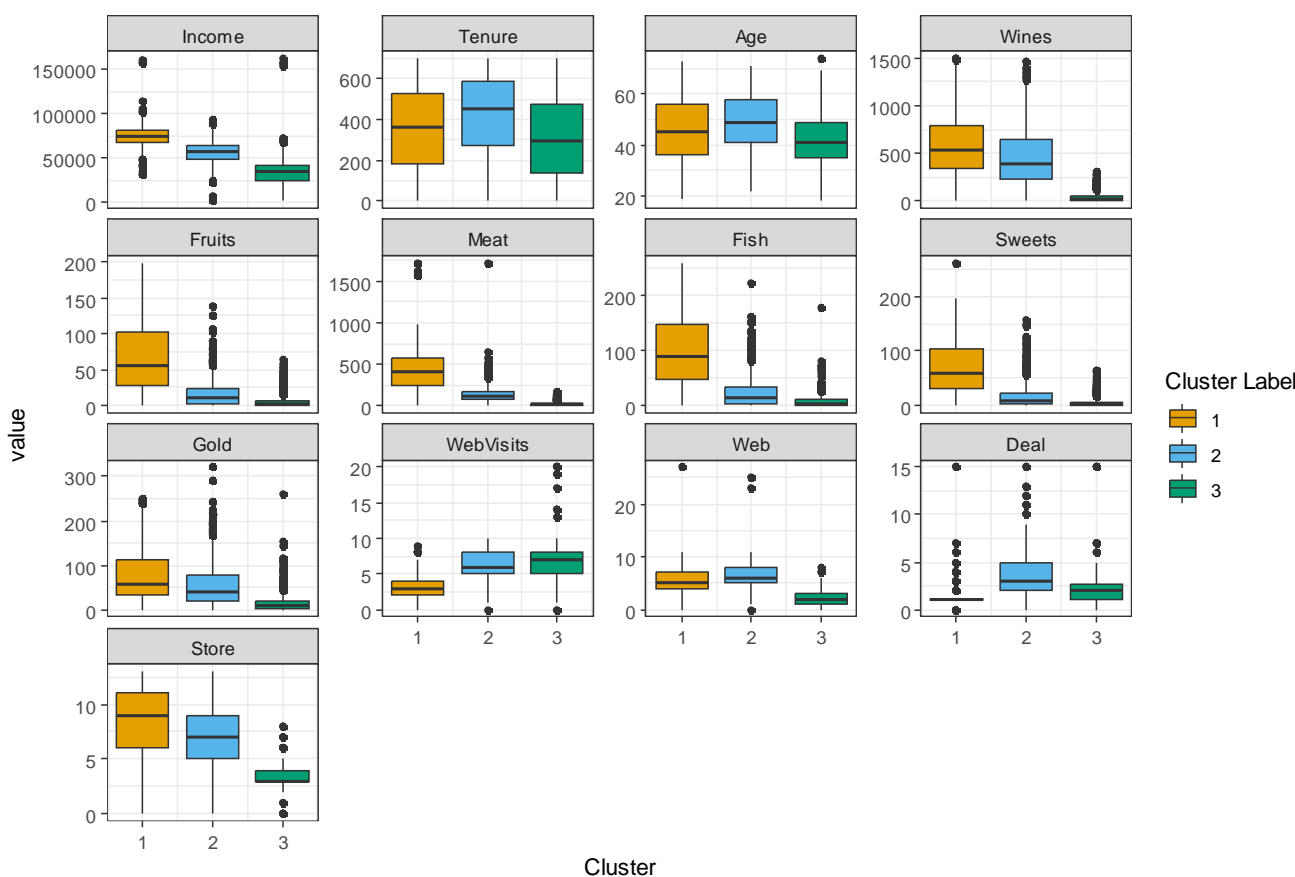 Income
Tenure
Age
Wines
150000
100000
50000
0
600
400
200
0
60
40
20
1500
1000
500
0
Fruits
Meat
Fish
Sweets
200
150
100
50
0
1500
1000
500
0
200
100
0
200
100
0
Gold
WebVisits
Web
Deal
300
200
100
0
20
15
10
5
0
20
10
0
15
10
5
0
1 2 3
1 2 3
1 2 3
Store
10
5
0
1 2 3
value
Cluster
Cluster Label
1
2
3